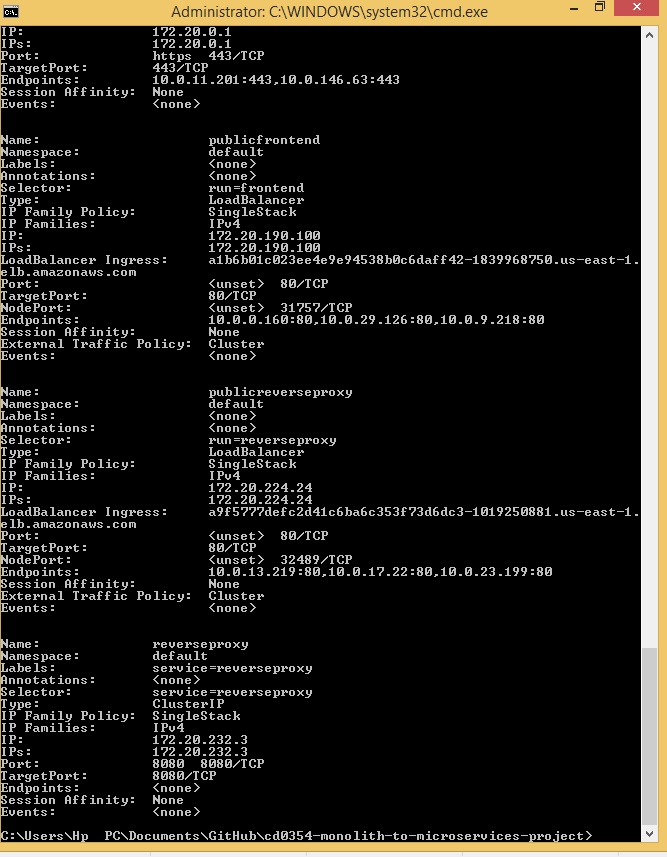 Administrator: C:\WINDOWS\system32\cmd.exe
IP: 172.20.0.1
IPs: 172.20.0.1
Port: https 443/TCP
TargetPort: 443/TCP
Endpoints: 10.0.11.201:443,10.0.146.63:443
Session Affinity: None
Events: <none>
Name: publicfrontend
Namespace: default
Labels: <none>
Annotations: <none>
Selector: run=frontend
Type: LoadBalancer
IP Family Policy: SingleStack
IP Families: IPv4
IP: 172.20.190.100
IPs: 172.20.190.100
LoadBalancer Ingress: a1b6b01c023ee4e9e94538b0c6daff42-1839968750.us-east-1.
elb.amazonaws.com
Port: <unset> 80/TCP
TargetPort: 80/TCP
NodePort: <unset> 31757/TCP
Endpoints: 10.0.0.160:80,10.0.29.126:80,10.0.9.218:80
Session Affinity: None
External Traffic Policy: Cluster
Events: <none>
Name: publicreverseproxy
Namespace: default
Labels: <none>
Annotations: <none>
Selector: run=reverseproxy
Type: LoadBalancer
IP Family Policy: SingleStack
IP Families: IPv4
IP: 172.20.224.24
IPs: 172.20.224.24
LoadBalancer Ingress: a9f5777defc2d41c6ba6c353f73d6dc3-1019250881.us-east-1.
elb.amazonaws.com
Port: <unset> 80/TCP
TargetPort: 80/TCP
NodePort: <unset> 32489/TCP
Endpoints: 10.0.13.219:80,10.0.17.22:80,10.0.23.199:80
Session Affinity: None
External Traffic Policy: Cluster
Events: <none>
Name: reverseproxy
Namespace: default
Labels: service=reverseproxy
Annotations: <none>
Selector: service=reverseproxy
Type: ClusterIP
IP Family Policy: SingleStack
IP Families: IPv4
IP: 172.20.232.3
IPs: 172.20.232.3
Port: 8080 8080/TCP
TargetPort: 8080/TCP
Endpoints: <none>
Session Affinity: None
Events: <none>
C:\Users\Hp PC\Documents\GitHub\cd0354-monolith-to-microservices-project>